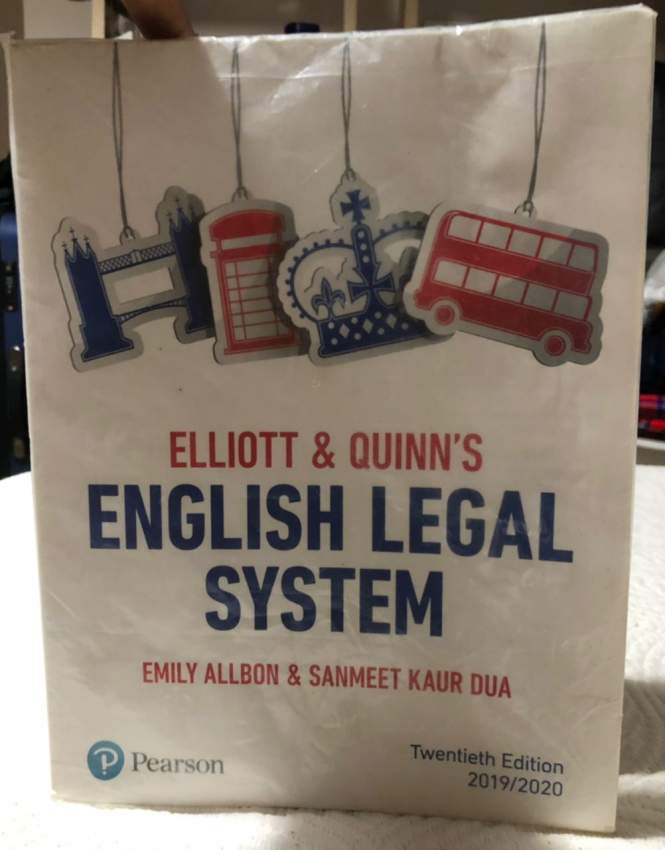 ELLIOTT & QUINN'S
ENGLISH LEGAL
SYSTEM
EMILY ALLBON & SANMEET KAUR DUA
Pearson
Twentieth Edition
2019/2020